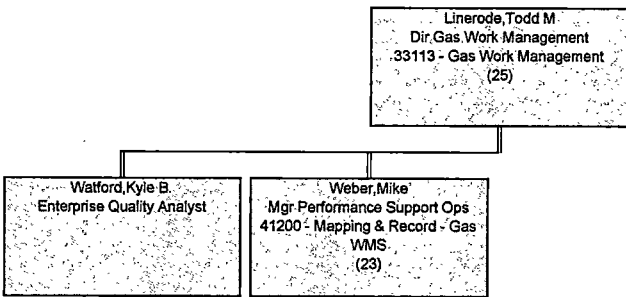 Linerode,Todd M
Dir Gas Work Management
33113 - Gas Work Management
(25)
Watford,Kyle B.
Enterprise Quality Analyst
Weber,Mike
Mgr Performance Support Ops
41200 - Mapping & Record - Gas
WMS
(23)